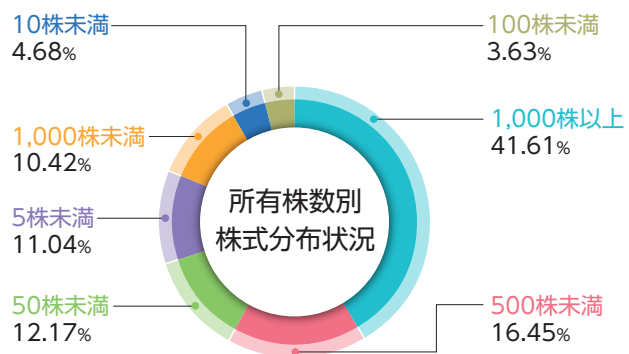 10株未満
4.68%
100株未満
3.63%
1,000株未満
10.42%
1,000株以上
41.61%
所有株数別
株式分布状況
5株未満
11.04%
50株未満
12.17%
500株未満
16.45%